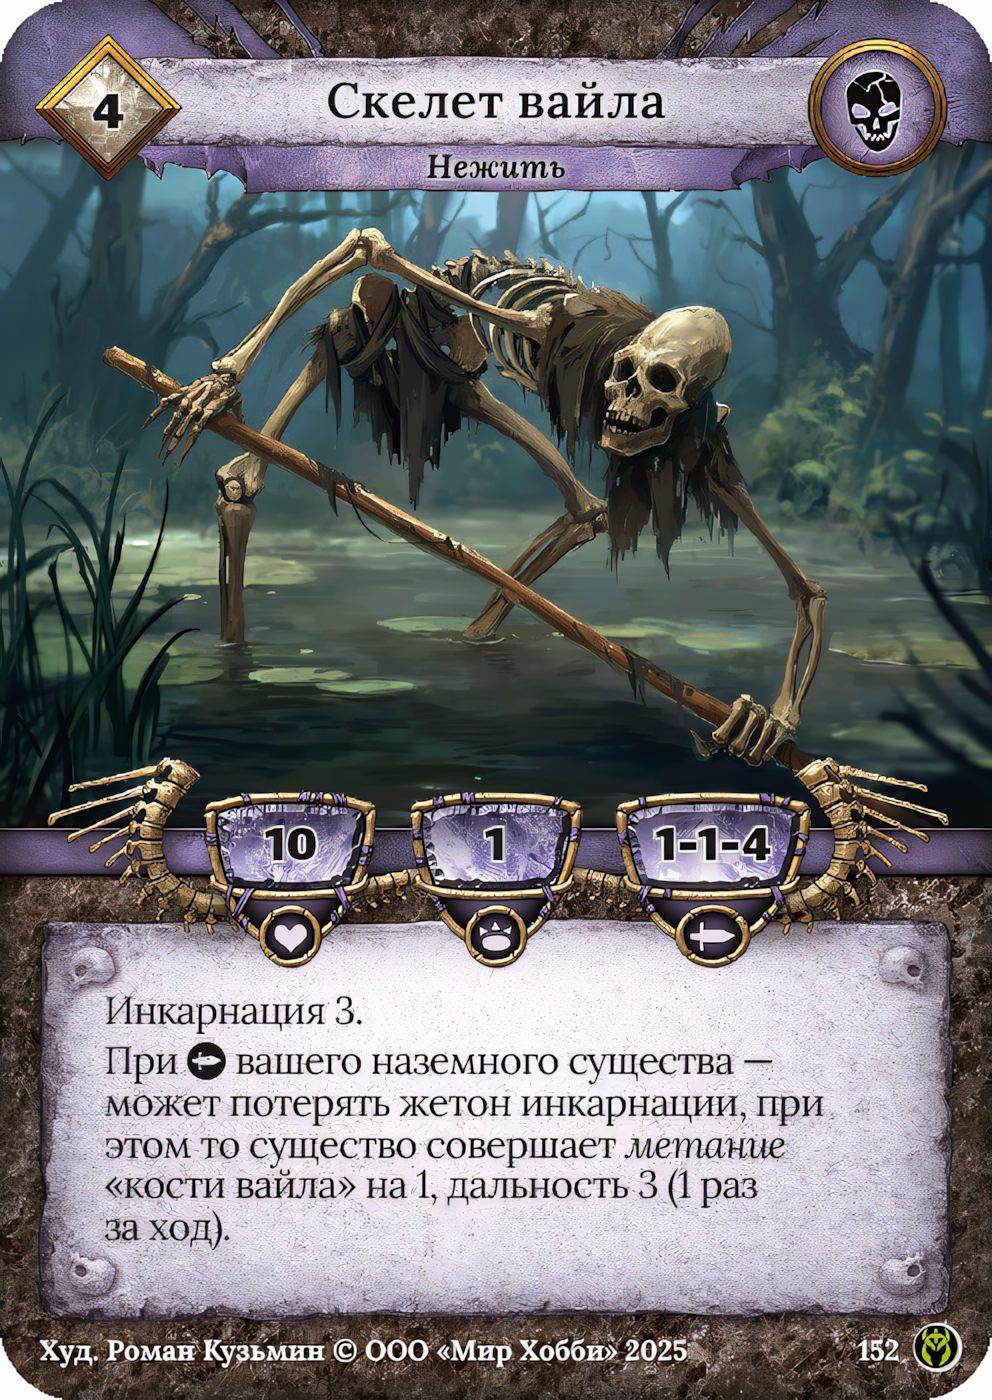 4
Скелет вайла
Нежить
10
1
1-1-4
Инкарнация 3.
При вашего наземного существа —
может потерять жетон инкарнации, при
этом то существо совершает метание
«кости вайла» на 1, дальность 3 (1 раз
за ход).
Худ. Роман Кузьмин © ООО «Мир Хобби» 2025
152